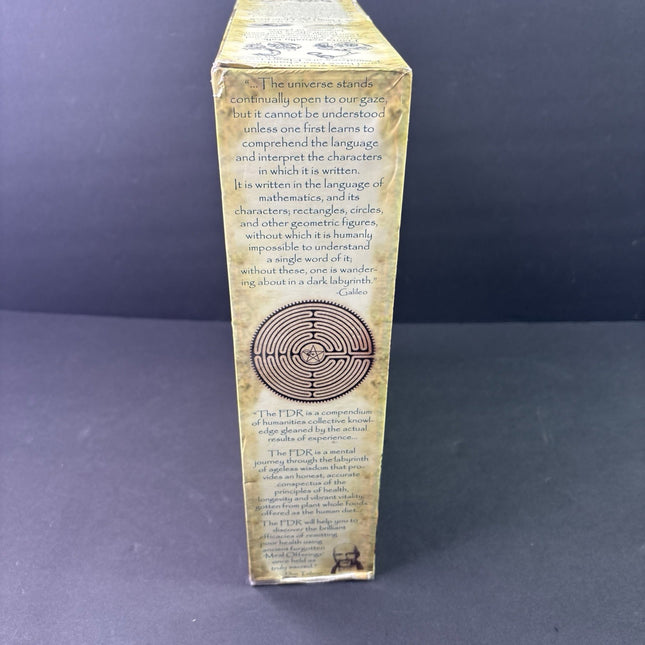 "...The universe stands
continually open to our gaze,
but it cannot be understood
unless one first learns to
comprehend the language
and interpret the characters
in which it is written.
It is written in the language of
mathematics, and its
characters; rectangles, circles,
and other geometric figures,
without which it is humanly
impossible to understand
a single word of it;
without these, one is wander-
ing about in a dark labyrinth."
-Galileo
"The FDR is a compendium
of humanities collective knowl-
edge gleaned by the actual
results of experience...
The FDR is a mental
journey through the labyrinth
of ageless wisdom that pro-
vides an honest, accurate
conspectus of the
principles of health,
longevity and vibrant vitality,
gotten from plant whole foods
offered as the human diet...
The FDR will help you to
discover the brilliant
efficacies of remitting
poor health using
ancient forgotten
'Meal Offerings'
once held as
truly sacred."